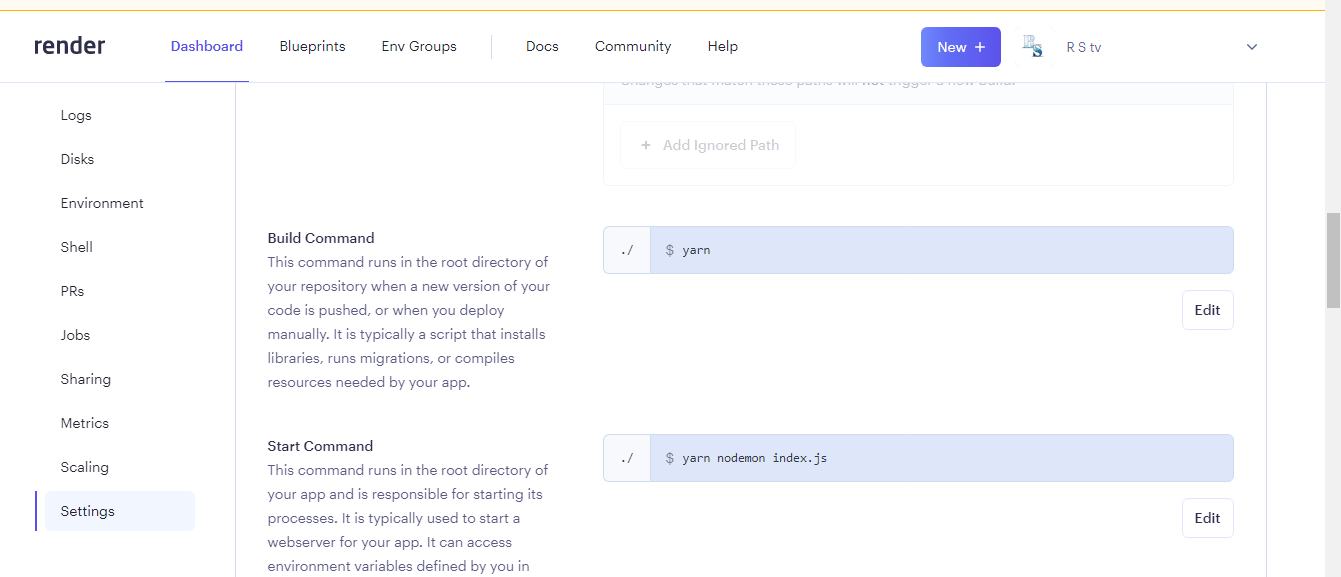 render
Dashboard
Blueprints
Env Groups
Docs
Community
Help
New +
R S tv
Logs
Disks
Environment
Shell
PRs
Jobs
Sharing
Metrics
Scaling
Settings
Changes that match these paths will not trigger a new build.
+ Add Ignored Path
Build Command
This command runs in the root directory of
your repository when a new version of your
code is pushed, or when you deploy
manually. It is typically a script that installs
libraries, runs migrations, or compiles
resources needed by your app.
./ $ yarn
Edit
Start Command
This command runs in the root directory of
your app and is responsible for starting its
processes. It is typically used to start a
webserver for your app. It can access
environment variables defined by you in
./ $ yarn nodemon index.js
Edit